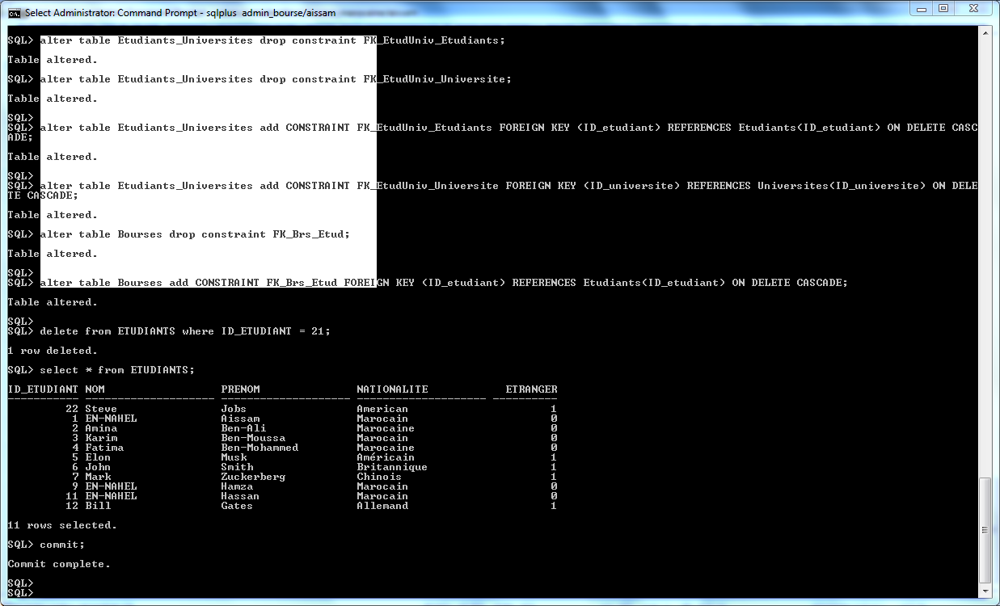 Select Administrator: Command Prompt - sqlplus  admin_bourse/aissam
SQL> alter table Etudiants_Universites drop constraint FK_EtudUniv_Etudiants;
Table altered.
SQL> alter table Etudiants_Universites drop constraint FK_EtudUniv_Universite;
Table altered.
SQL>
SQL> alter table Etudiants_Universites add CONSTRAINT FK_EtudUniv_Etudiants FOREIGN KEY (ID_etudiant) REFERENCES Etudiants(ID_etudiant) ON DELETE CASC
ADE;
Table altered.
SQL>
SQL> alter table Etudiants_Universites add CONSTRAINT FK_EtudUniv_Universite FOREIGN KEY (ID_universite) REFERENCES Universites(ID_universite) ON DELE
TE CASCADE;
Table altered.
SQL> alter table Bourses drop constraint FK_Brs_Etud;
Table altered.
SQL>
SQL> alter table Bourses add CONSTRAINT FK_Brs_Etud FOREIGN KEY (ID_etudiant) REFERENCES Etudiants(ID_etudiant) ON DELETE CASCADE;
Table altered.
SQL>
SQL> delete from ETUDIANTS where ID_ETUDIANT = 21;
1 row deleted.
SQL> select * from ETUDIANTS;
ID_ETUDIANT NOM PRENOM NATIONALITE ETRANGER
----------- -------------------- -------------------- -------------------- ----------
22 Steve Jobs American 1
1 EN-NAHEL Aissam Marocain 0
2 Amina Ben-Ali Marocaine 0
3 Karim Ben-Moussa Marocain 0
4 Fatima Ben-Mohammed Marocaine 0
5 Elon Musk Américain 1
6 John Smith Britannique 1
7 Mark Zuckerberg Chinois 1
9 EN-NAHEL Hamza Marocain 0
11 EN-NAHEL Hassan Marocain 0
12 Bill Gates Allemand 1
11 rows selected.
SQL> commit;
Commit complete.
SQL>
SQL>